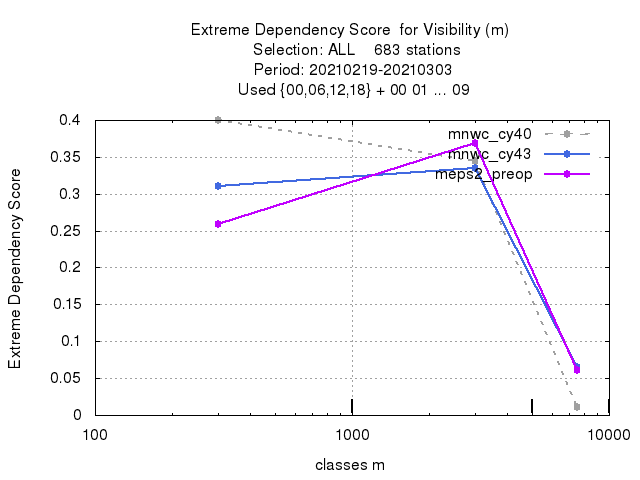 Extreme Dependency Score  for Visibility (m)
Selection: ALL    683 stations
Period: 20210219-20210303
Used {00,06,12,18} + 00 01 ... 09
Extreme Dependency Score
0.4
0.35
0.3
0.25
0.2
0.15
0.1
0.05
0
mnwc_cy40
mnwc_cy43
meps2_preop
100
1000
10000
classes m